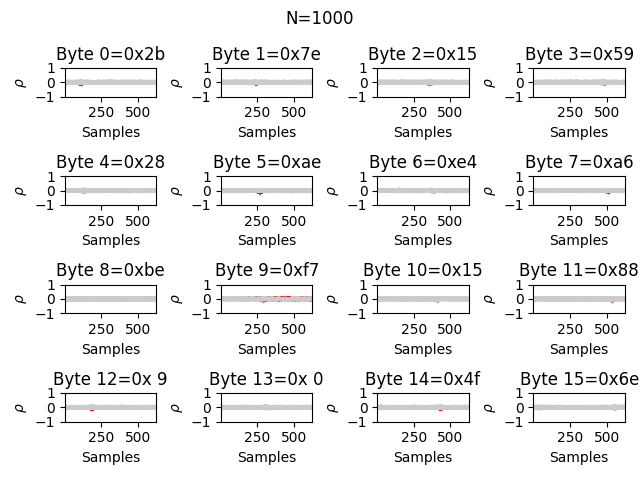 N=1000
Byte 0=0x2b Byte 1=0x7e Byte 2=0x15 Byte 3=0x59
1 1 1 1
ρ 0 ρ 0 ρ 0 ρ 0
−1 −1 −1 −1
250 500 250 500 250 500 250 500
Samples Samples Samples Samples
Byte 4=0x28 Byte 5=0xae Byte 6=0xe4 Byte 7=0xa6
1 1 1 1
ρ 0 ρ 0 ρ 0 ρ 0
−1 −1 −1 −1
250 500 250 500 250 500 250 500
Samples Samples Samples Samples
Byte 8=0xbe Byte 9=0xf7 Byte 10=0x15 Byte 11=0x88
1 1 1 1
ρ 0 ρ 0 ρ 0 ρ 0
−1 −1 −1 −1
250 500 250 500 250 500 250 500
Samples Samples Samples Samples
Byte 12=0x 9 Byte 13=0x 0 Byte 14=0x4f Byte 15=0x6e
1 1 1 1
ρ 0 ρ 0 ρ 0 ρ 0
−1 −1 −1 −1
250 500 250 500 250 500 250 500
Samples Samples Samples Samples